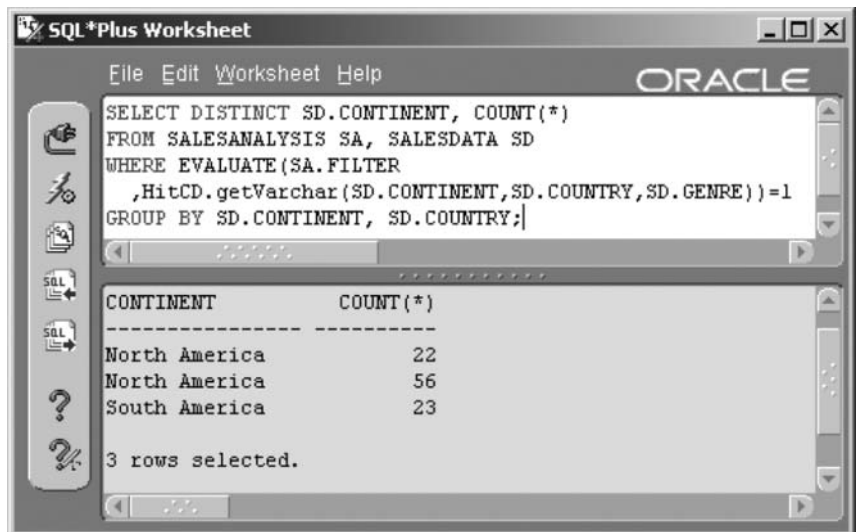 SQL*Plus Worksheet
File Edit Worksheet Help
ORACLE
SELECT DISTINCT SD.CONTINENT, COUNT(*)
FROM SALESANALYSIS SA, SALESDATA SD
WHERE EVALUATE(SA.FILTER
,HitCD.getVarchar(SD.CONTINENT,SD.COUNTRY,SD.GENRE))=1
GROUP BY SD.CONTINENT, SD.COUNTRY;
SQL
SQL
CONTINENT COUNT(*)
---------------- ----------
North America 22
North America 56
South America 23
3 rows selected.